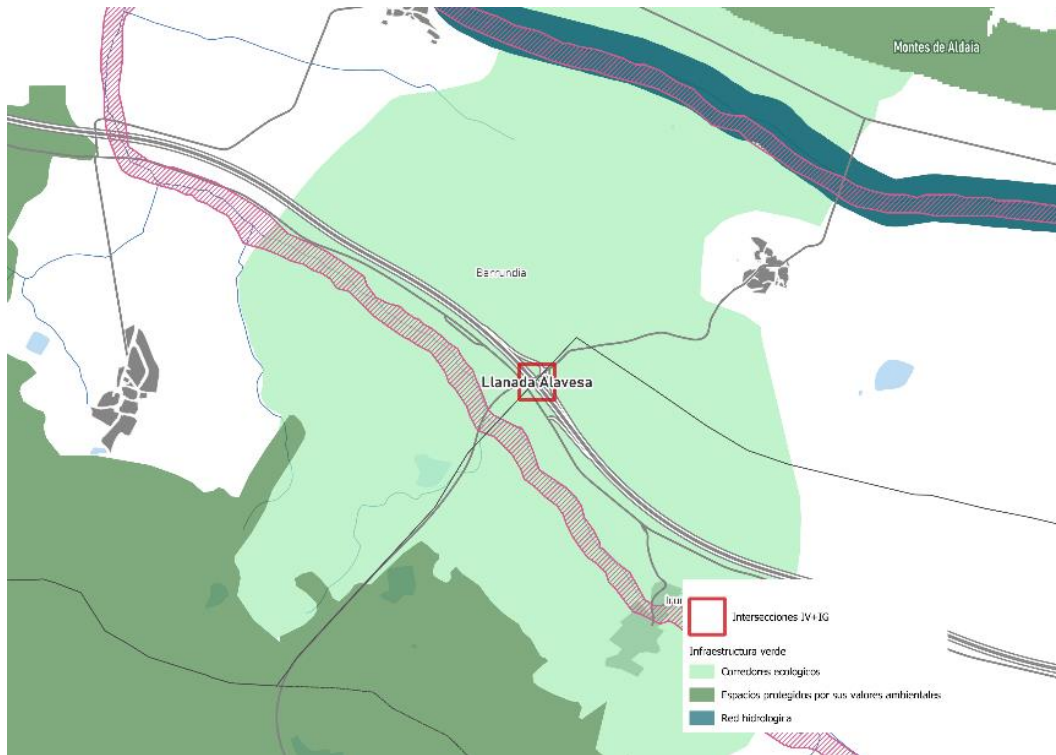 Montes de Aldaia
Barrundia
Llanada Alavesa
Intersecciones IV+IG
Infraestructura verde
Corredores ecologicos
Espacios protegidos por sus valores ambientales
Red hidrologica